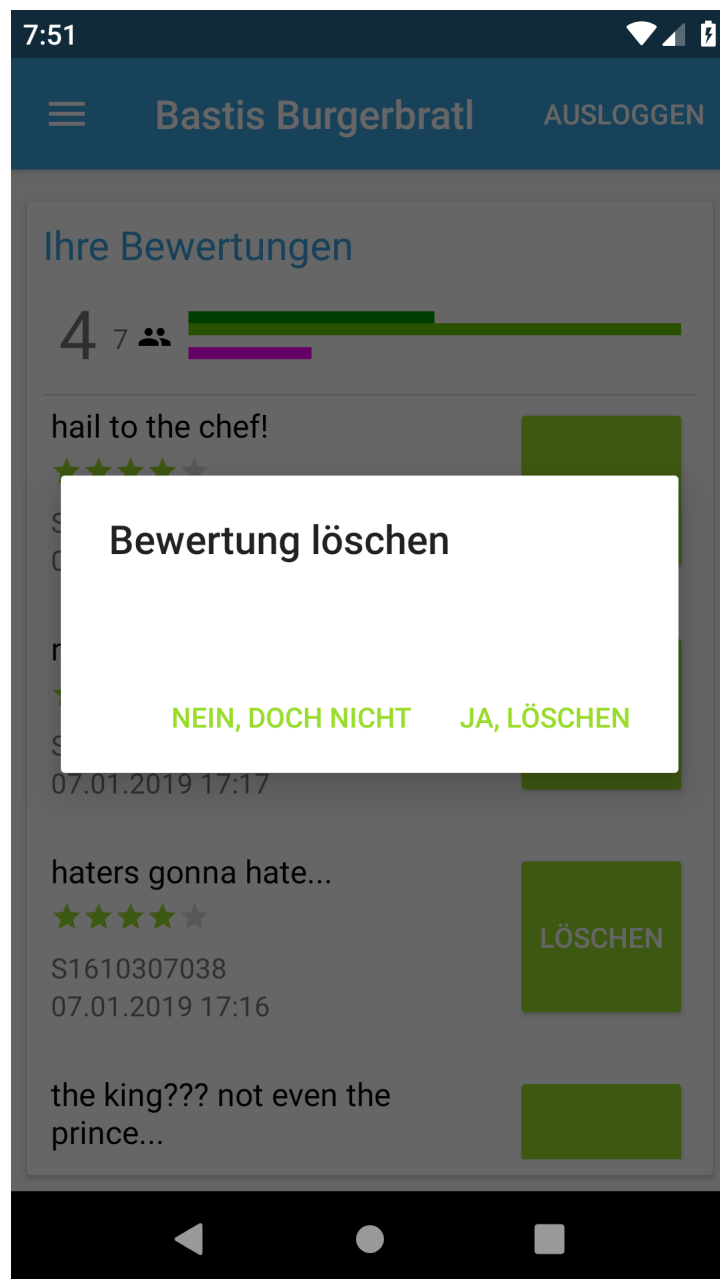 7:51
Bastis Burgerbratl
AUSLOGGEN
Ihre Bewertungen
4
7
hail to the chef!
Bewertung löschen
NEIN, DOCH NICHT
JA, LÖSCHEN
07.01.2019 17:17
haters gonna hate...
LÖSCHEN
S1610307038
07.01.2019 17:16
the king??? not even the
prince...